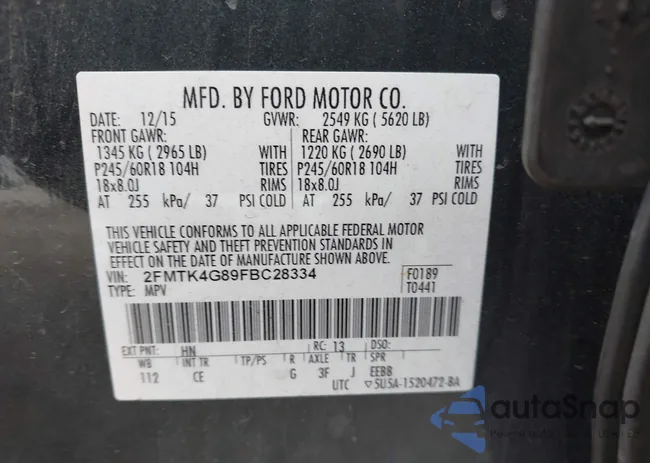 MFD. BY FORD MOTOR CO.
DATE: 12/15 GVWR: 2549 KG ( 5620 LB)
FRONT GAWR: REAR GAWR:
1345 KG ( 2965 LB) WITH 1220 KG ( 2690 LB) WITH
P245/60R18 104H TIRES P245/60R18 104H TIRES
18x8.0J RIMS 18x8.0J RIMS
AT 255 kPa/ 37 PSI COLD AT 255 kPa/ 37 PSI COLD
THIS VEHICLE CONFORMS TO ALL APPLICABLE FEDERAL MOTOR
VEHICLE SAFETY AND THEFT PREVENTION STANDARDS IN
EFFECT ON THE DATE OF MANUFACTURE SHOWN ABOVE.
VIN: 2FMTK4G89FBC28334 F0189
TYPE: MPV T0441
EXT PNT: HN RC: 13 DSO:
WB INT TR TP/PS R AXLE TR SPR
112 CE G 3F J EEBB
UTC ▽5U5A-1520472-BA
autoSnap